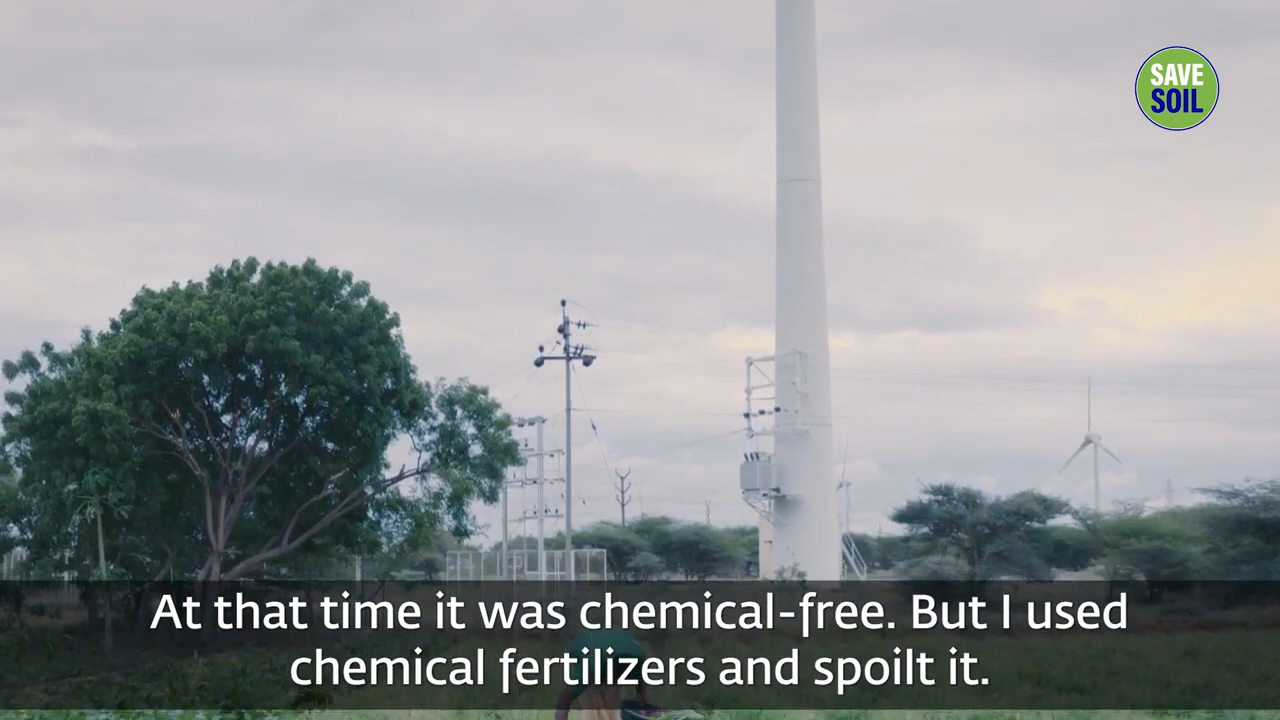 SAVE
SOIL
At that time it was chemical-free. But I used
chemical fertilizers and spoilt it.